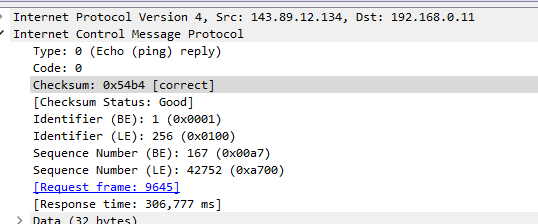 Internet Protocol Version 4, Src: 143.89.12.134, Dst: 192.168.0.11
Internet Control Message Protocol
Type: 0 (Echo (ping) reply)
Code: 0
Checksum: 0x54b4 [correct]
[Checksum Status: Good]
Identifier (BE): 1 (0x0001)
Identifier (LE): 256 (0x0100)
Sequence Number (BE): 167 (0x00a7)
Sequence Number (LE): 42752 (0xa700)
[Request frame: 9645]
[Response time: 306,777 ms]
Data (32 bytes)